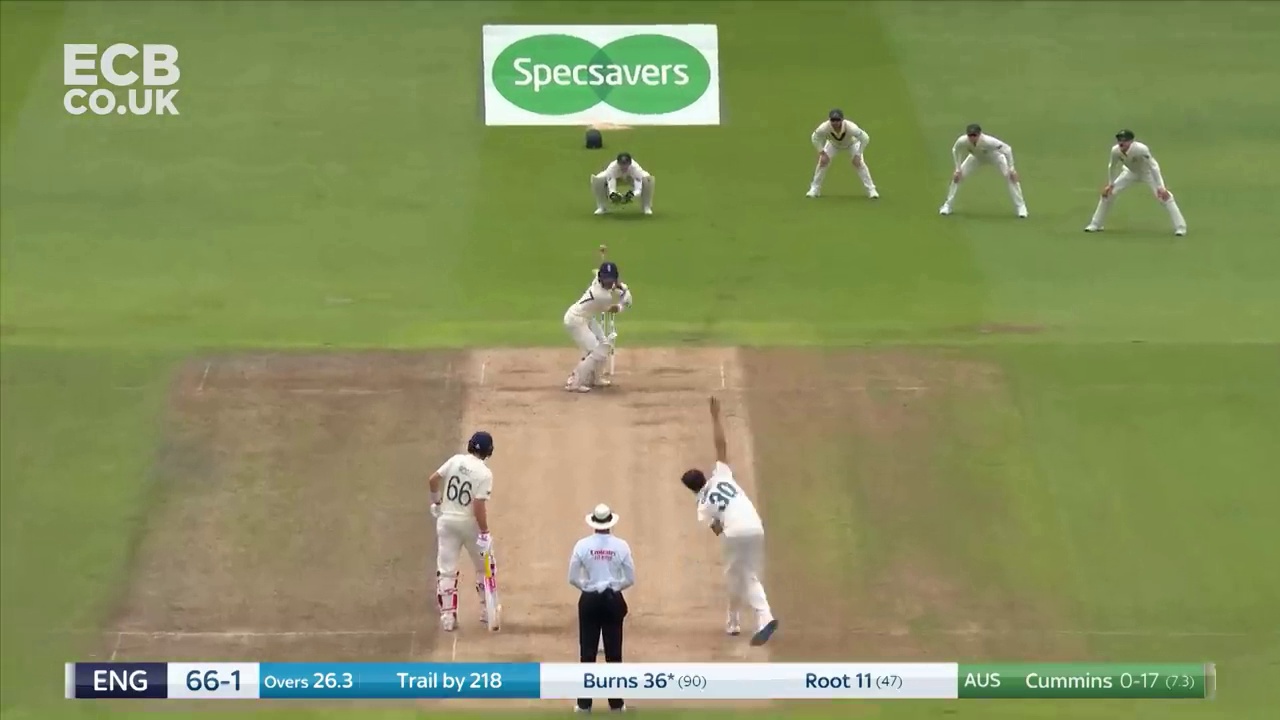 ECB
CO.UK
Specsavers
66
30
ENG 66-1 Overs 26.3 Trail by 218 Burns 36* (90) Root 11 (47) AUS Cummins 0-17 (7.3)